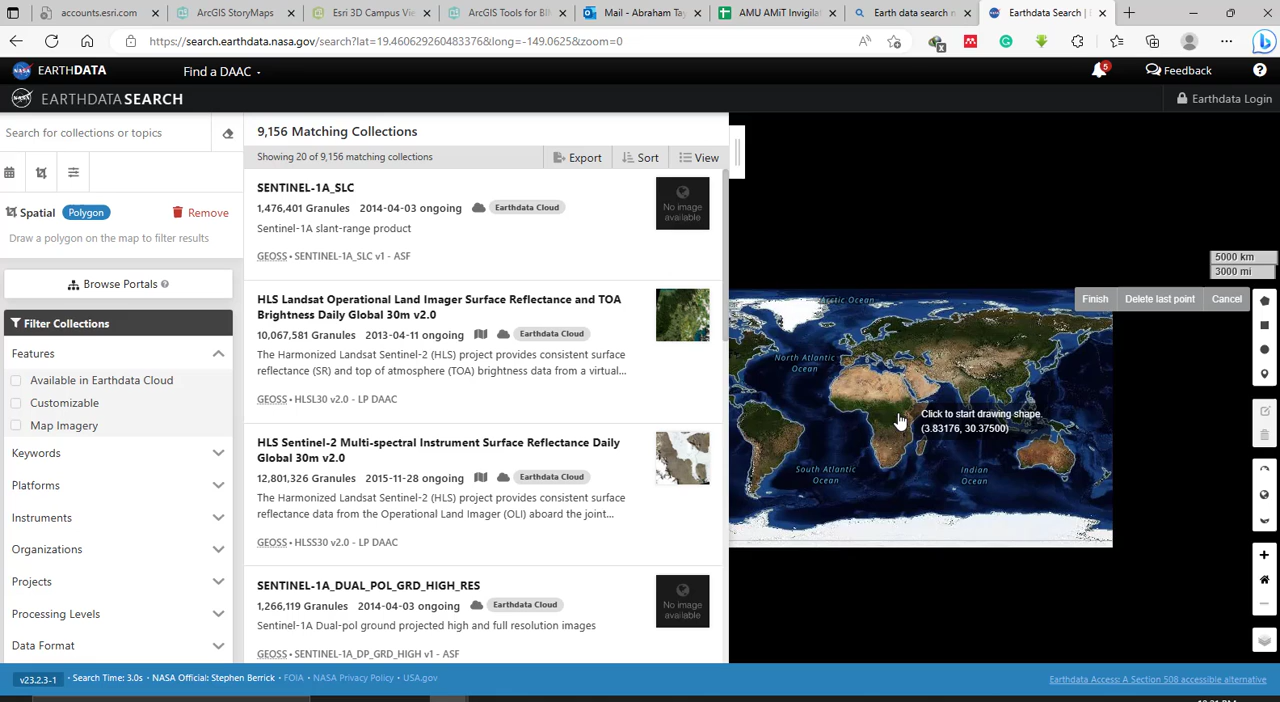 accounts.esri.com
ArcGIS StoryMaps
Esri 3D Campus Vie
ArcGIS Tools for BI
Mail - Abraham Tay
AMU AMiT Invigilat
Earth data search n
Earthdata Search |
https://search.earthdata.nasa.gov/search?lat=19.460629260483376&long=-149.0625&zoom=0
EARTHDATA
Find a DAAC
5
Feedback
EARTHDATA SEARCH
Earthdata Login
Search for collections or topics
Spatial Polygon Remove
Draw a polygon on the map to filter results
Browse Portals
Filter Collections
Features
Available in Earthdata Cloud
Customizable
Map Imagery
Keywords
Platforms
Instruments
Organizations
Projects
Processing Levels
Data Format
9,156 Matching Collections
Showing 20 of 9,156 matching collections
Export
Sort
View
SENTINEL-1A_SLC
1,476,401 Granules 2014-04-03 ongoing Earthdata Cloud
Sentinel-1A slant-range product
GEOSS • SENTINEL-1A_SLC v1 - ASF
No image available
HLS Landsat Operational Land Imager Surface Reflectance and TOA
Brightness Daily Global 30m v2.0
10,067,581 Granules 2013-04-11 ongoing Earthdata Cloud
The Harmonized Landsat Sentinel-2 (HLS) project provides consistent surface
reflectance (SR) and top of atmosphere (TOA) brightness data from a virtual...
GEOSS • HLSL30 v2.0 - LP DAAC
HLS Sentinel-2 Multi-spectral Instrument Surface Reflectance Daily
Global 30m v2.0
12,801,326 Granules 2015-11-28 ongoing Earthdata Cloud
The Harmonized Landsat Sentinel-2 (HLS) project provides consistent surface
reflectance data from the Operational Land Imager (OLI) aboard the joint...
GEOSS • HLSS30 v2.0 - LP DAAC
SENTINEL-1A_DUAL_POL_GRD_HIGH_RES
1,266,119 Granules 2014-04-03 ongoing Earthdata Cloud
Sentinel-1A Dual-pol ground projected high and full resolution images
GEOSS • SENTINEL-1A_DP_GRD_HIGH v1 - ASF
No image available
5000 km
3000 mi
Finish
Delete last point
Cancel
Arctic Ocean
North Atlantic
Ocean
Click to start drawing shape
(3.83176, 30.37500)
South Atlantic
Ocean
Indian
Ocean
v23.2.3-1 • Search Time: 3.0s • NASA Official: Stephen Berrick • FOIA • NASA Privacy Policy • USA.gov
Earthdata Access: A Section 508 accessible alternative